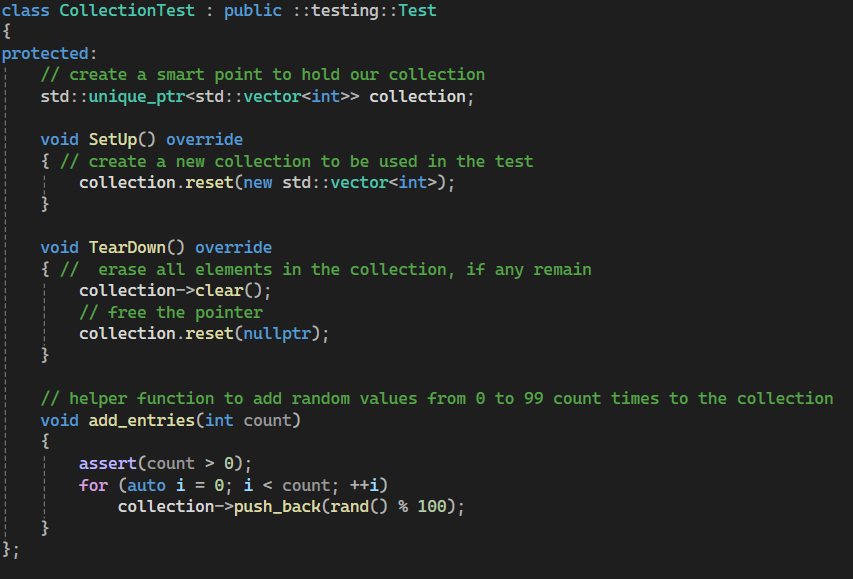 class CollectionTest : public ::testing::Test
{
protected:
    // create a smart point to hold our collection
    std::unique_ptr<std::vector<int>> collection;

    void SetUp() override
    { // create a new collection to be used in the test
        collection.reset(new std::vector<int>);
    }

    void TearDown() override
    { //  erase all elements in the collection, if any remain
        collection->clear();
        // free the pointer
        collection.reset(nullptr);
    }

    // helper function to add random values from 0 to 99 count times to the collection
    void add_entries(int count)
    {
        assert(count > 0);
        for (auto i = 0; i < count; ++i)
            collection->push_back(rand() % 100);
    }
};